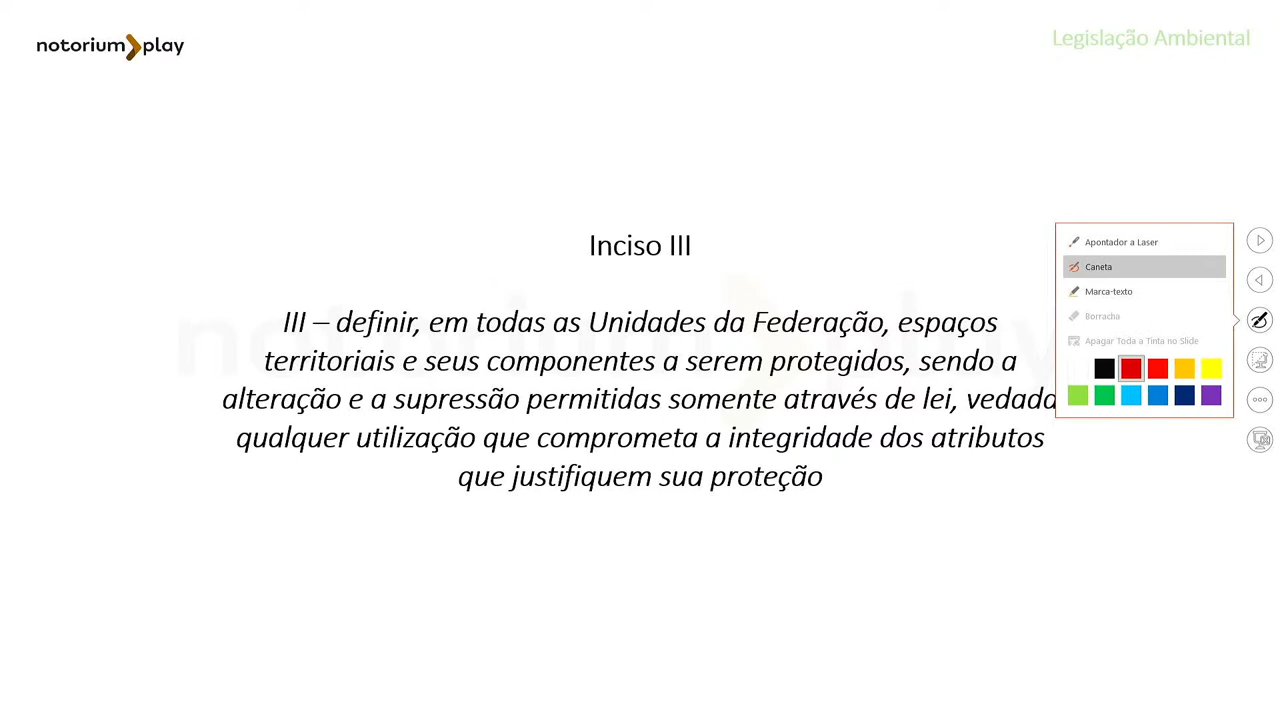 notorium play
Legislação Ambiental
Inciso III
III – definir, em todas as Unidades da Federação, espaços
territoriais e seus componentes a serem protegidos, sendo a
alteração e a supressão permitidas somente através de lei, vedada
qualquer utilização que comprometa a integridade dos atributos
que justifiquem sua proteção
notorium play
Apontador a Laser
Caneta
Marca-texto
Borracha
Apagar Toda a Tinta no Slide